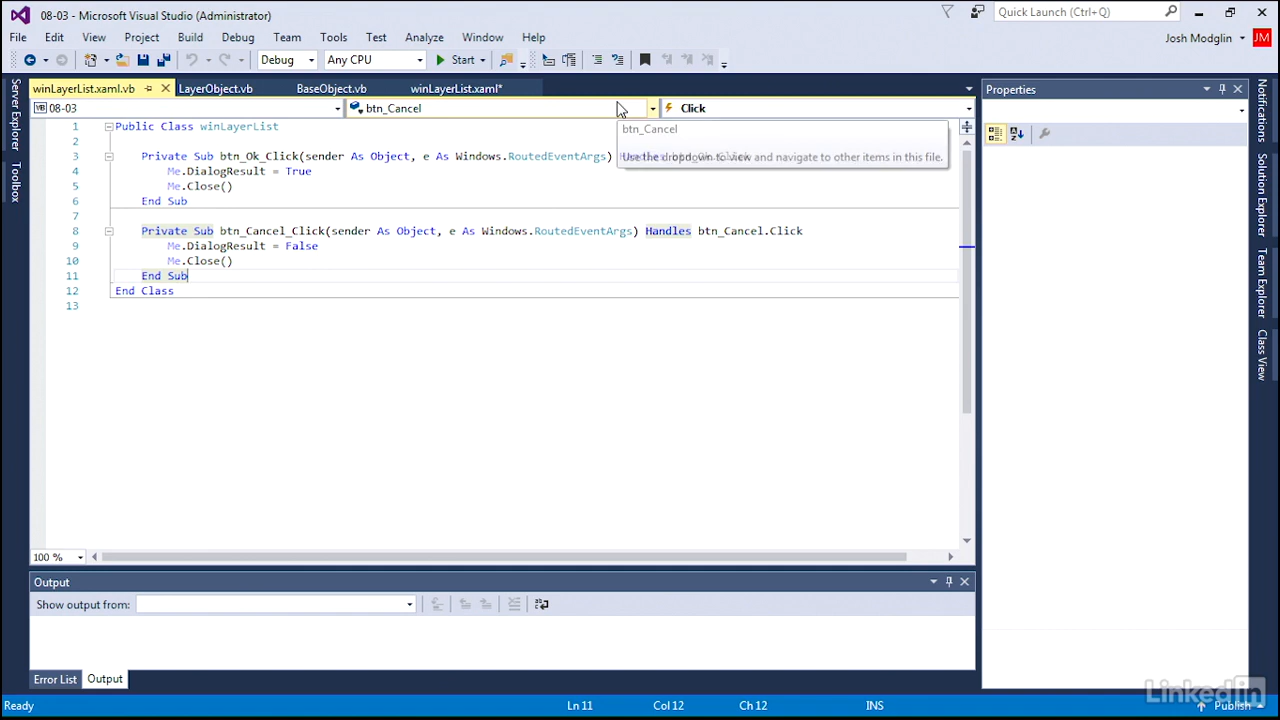 08-03 - Microsoft Visual Studio (Administrator)
Quick Launch (Ctrl+Q)
File Edit View Project Build Debug Team Tools Test Analyze Window Help
Josh Modglin JM
Debug Any CPU Start
winLayerList.xaml.vb LayerObject.vb BaseObject.vb winLayerList.xaml*
Properties
VB 08-03 btn_Cancel Click
btn_Cancel
Use the dropdown to view and navigate to other items in this file.
1 Public Class winLayerList
2
3 Private Sub btn_Ok_Click(sender As Object, e As Windows.RoutedEventArgs)
4 Me.DialogResult = True
5 Me.Close()
6 End Sub
7
8 Private Sub btn_Cancel_Click(sender As Object, e As Windows.RoutedEventArgs) Handles btn_Cancel.Click
9 Me.DialogResult = False
10 Me.Close()
11 End Sub
12 End Class
13
100 %
Output
Show output from:
Error List Output
Ready Ln 11 Col 12 Ch 12 INS Publish
Server Explorer
Toolbox
Notifications
Solution Explorer
Team Explorer
Class View
LinkedIn